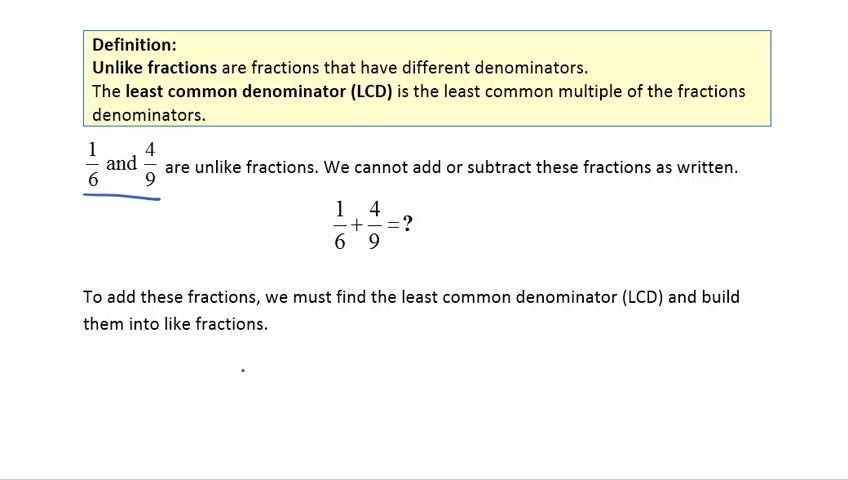 Definition:
Unlike fractions are fractions that have different denominators.
The least common denominator (LCD) is the least common multiple of the fractions
denominators.
1/6 and 4/9 are unlike fractions. We cannot add or subtract these fractions as written.
1/6 + 4/9 = ?
To add these fractions, we must find the least common denominator (LCD) and build
them into like fractions.